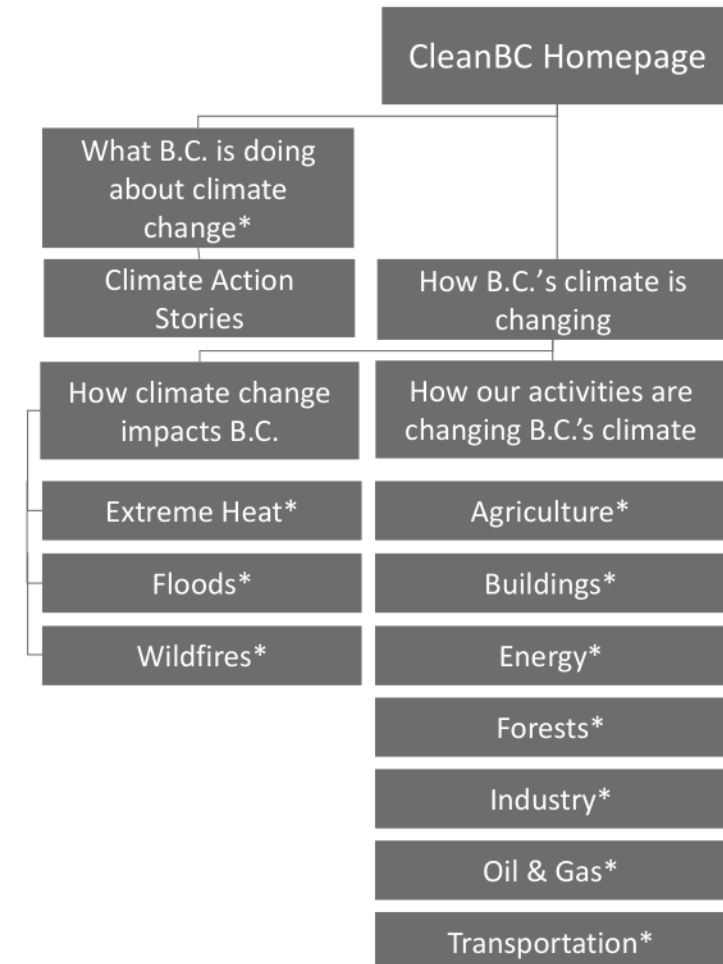 CleanBC Homepage
What B.C. is doing
about climate
change*
Climate Action
Stories
How B.C.’s climate is
changing
How climate change
impacts B.C.
How our activities are
changing B.C.’s climate
Extreme Heat*
Floods*
Wildfires*
Agriculture*
Buildings*
Energy*
Forests*
Industry*
Oil & Gas*
Transportation*